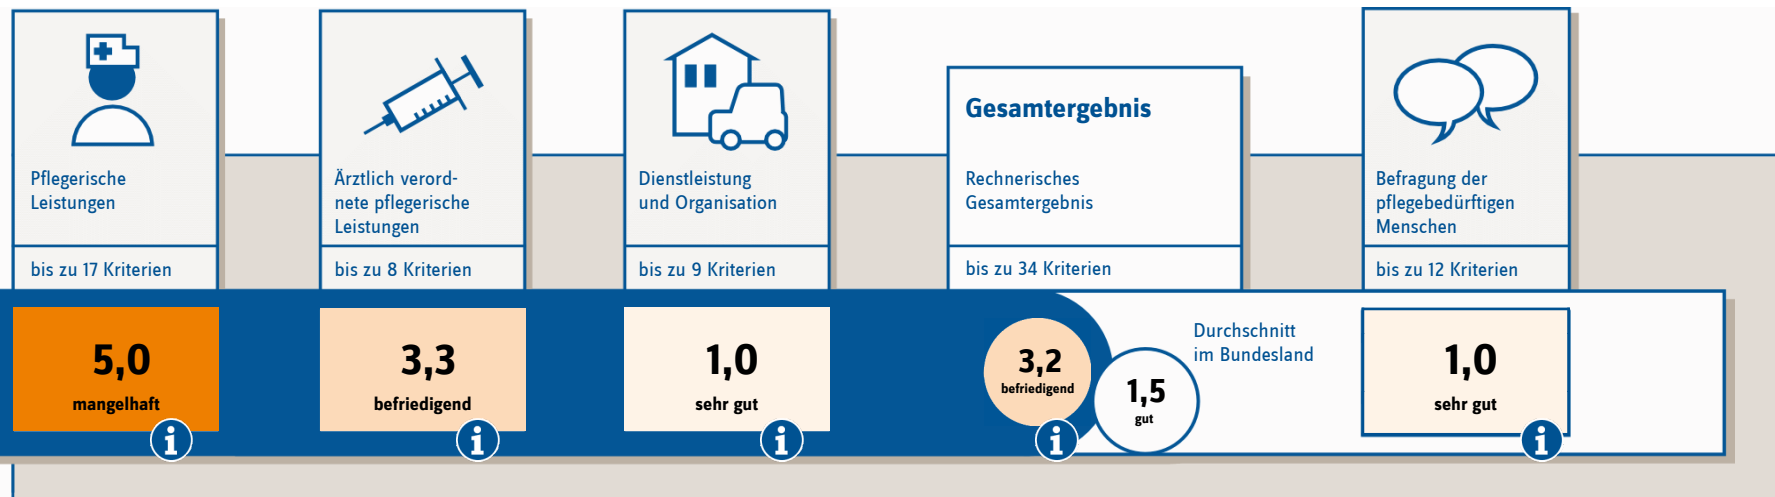 Pflegerische
Leistungen
bis zu 17 Kriterien
5,0
mangelhaft
i
Ärztlich verord-
nete pflegerische
Leistungen
bis zu 8 Kriterien
3,3
befriedigend
i
Dienstleistung
und Organisation
bis zu 9 Kriterien
1,0
sehr gut
i
Gesamtergebnis
Rechnerisches
Gesamtergebnis
bis zu 34 Kriterien
3,2
befriedigend
i
1,5
gut
Durchschnitt
im Bundesland
Befragung der
pflegebedürftigen
Menschen
bis zu 12 Kriterien
1,0
sehr gut
i